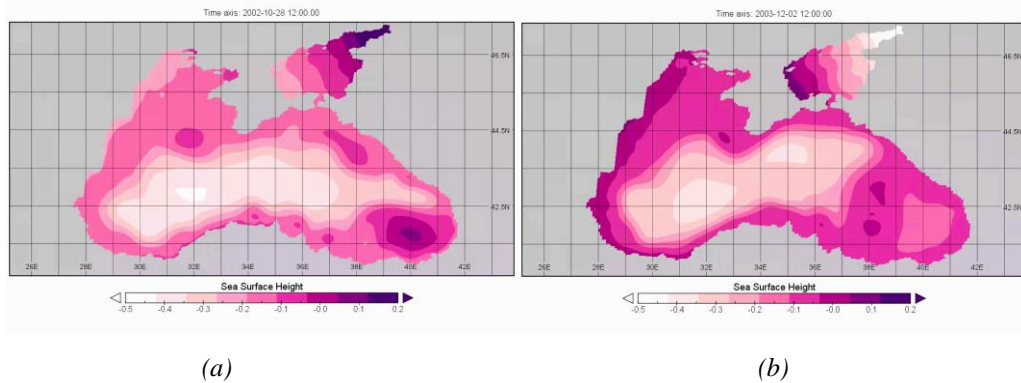 Time axis: 2002-10-28 12:00:00
46.5N
44.5N
42.5N
26E 28E 30E 32E 34E 36E 38E 40E 42E
Sea Surface Height
-0.5 -0.4 -0.3 -0.2 -0.1 -0.0 0.1 0.2
(a)
Time axis: 2003-12-02 12:00:00
46.5N
44.5N
42.5N
26E 28E 30E 32E 34E 36E 38E 40E 42E
Sea Surface Height
-0.5 -0.4 -0.3 -0.2 -0.1 -0.0 0.1 0.2
(b)